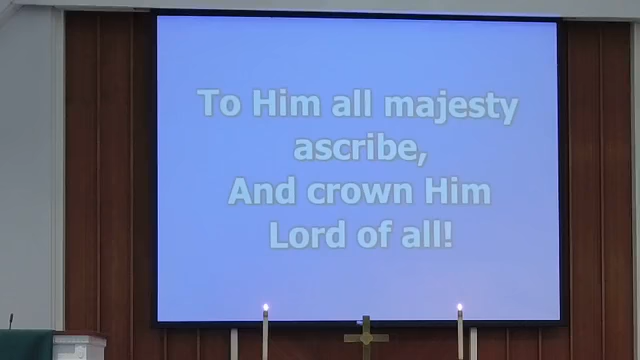 To Him all majesty
ascribe,
And crown Him
Lord of all!